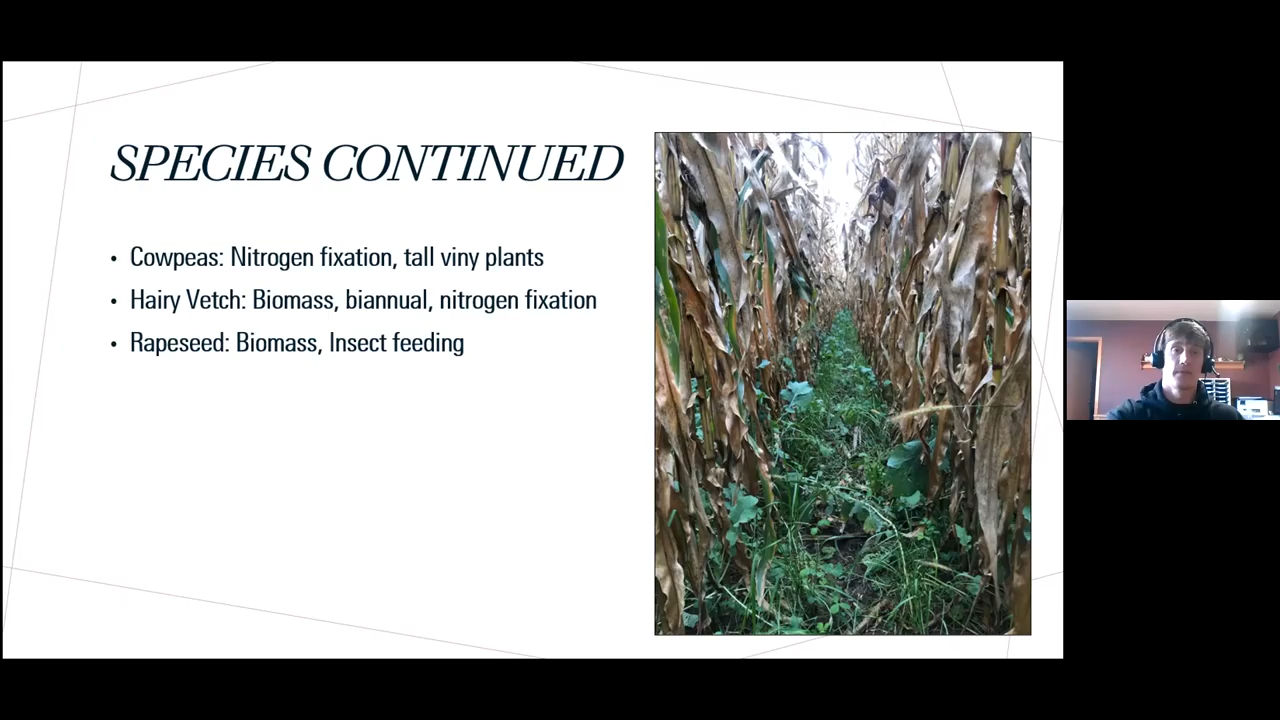 SPECIES CONTINUED
• Cowpeas: Nitrogen fixation, tall viny plants
• Hairy Vetch: Biomass, biannual, nitrogen fixation
• Rapeseed: Biomass, Insect feeding